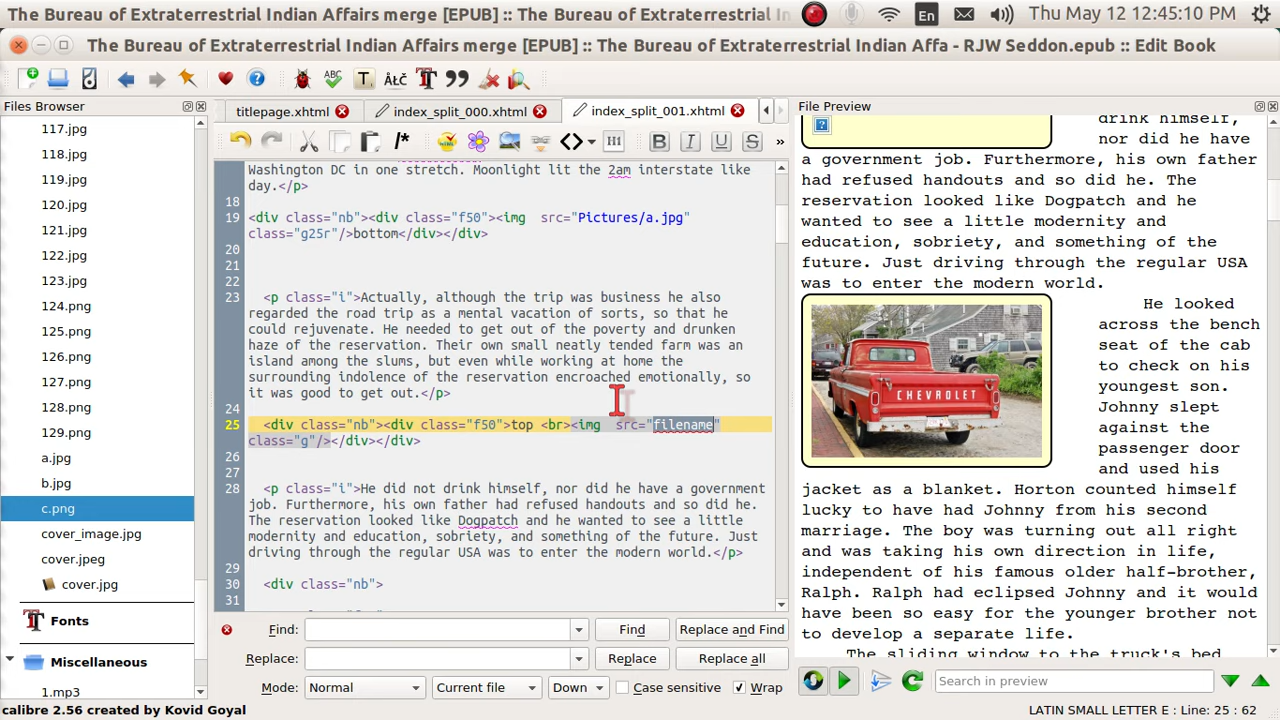 The Bureau of Extraterrestrial Indian Affairs merge [EPUB] :: The Bureau of Extraterrestrial Indian
En
Thu May 12 12:45:10 PM
The Bureau of Extraterrestrial Indian Affairs merge [EPUB] :: The Bureau of Extraterrestrial Indian Affa - RJW Seddon.epub :: Edit Book
Files Browser
117.jpg
118.jpg
119.jpg
120.jpg
121.jpg
122.jpg
123.jpg
124.png
125.png
126.png
127.png
128.png
129.png
a.jpg
b.jpg
c.png
cover_image.jpg
cover.jpeg
cover.jpg
Fonts
Miscellaneous
1.mp3
titlepage.xhtml
index_split_000.xhtml
index_split_001.xhtml
Washington DC in one stretch. Moonlight lit the 2am interstate like
day.</p>
18
19 <div class="nb"><div class="f50"><img  src="Pictures/a.jpg"
class="g25r"/>bottom</div></div>
20
21
22
23 <p class="i">Actually, although the trip was business he also
regarded the road trip as a mental vacation of sorts, so that he
could rejuvenate. He needed to get out of the poverty and drunken
haze of the reservation. Their own small neatly tended farm was an
island among the slums, but even while working at home the
surrounding indolence of the reservation encroached emotionally, so
it was good to get out.</p>
24
25 <div class="nb"><div class="f50">top <br><img  src="filename"
class="g"/></div></div>
26
27
28 <p class="i">He did not drink himself, nor did he have a government
job. Furthermore, his own father had refused handouts and so did he.
The reservation looked like Dogpatch and he wanted to see a little
modernity and education, sobriety, and something of the future. Just
driving through the regular USA was to enter the modern world.</p>
29
30 <div class="nb">
31
Find:
Find
Replace and Find
Replace:
Replace
Replace all
Mode:
Normal
Current file
Down
Case sensitive
Wrap
File Preview
drink himself,
nor did he have
a government job. Furthermore, his own father
had refused handouts and so did he. The
reservation looked like Dogpatch and he
wanted to see a little modernity and
education, sobriety, and something of the
future. Just driving through the regular USA
was to enter the modern world.
He looked
across the bench
seat of the cab
to check on his
youngest son.
Johnny slept
against the
passenger door
and used his
CHEVROLET
jacket as a blanket. Horton counted himself
lucky to have had Johnny from his second
marriage. The boy was turning out all right
and was taking his own direction in life,
independent of his famous older half-brother,
Ralph. Ralph had eclipsed Johnny and it would
have been so easy for the younger brother not
to develop a separate life.
The sliding window to the truck's bed
Search in preview
calibre 2.56 created by Kovid Goyal
LATIN SMALL LETTER E : Line: 25 : 62